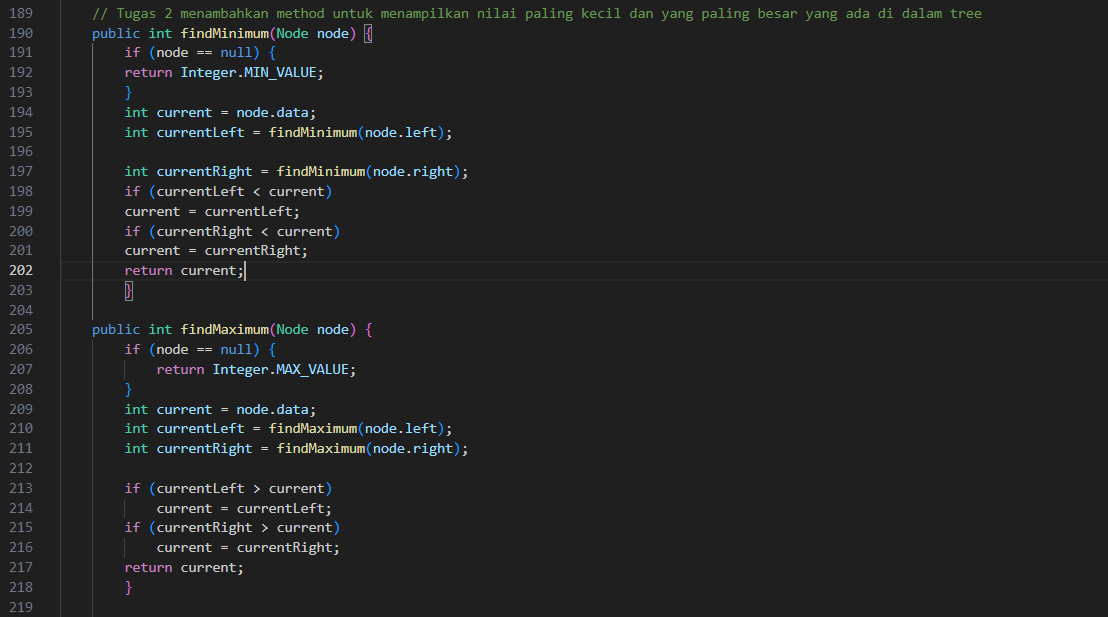 189 // Tugas 2 menambahkan method untuk menampilkan nilai paling kecil dan yang paling besar yang ada di dalam tree
190 public int findMinimum(Node node) {
191 if (node == null) {
192 return Integer.MIN_VALUE;
193 }
194 int current = node.data;
195 int currentLeft = findMinimum(node.left);
196
197 int currentRight = findMinimum(node.right);
198 if (currentLeft < current)
199 current = currentLeft;
200 if (currentRight < current)
201 current = currentRight;
202 return current;
203 }
204
205 public int findMaximum(Node node) {
206 if (node == null) {
207 return Integer.MAX_VALUE;
208 }
209 int current = node.data;
210 int currentLeft = findMaximum(node.left);
211 int currentRight = findMaximum(node.right);
212
213 if (currentLeft > current)
214 current = currentLeft;
215 if (currentRight > current)
216 current = currentRight;
217 return current;
218 }
219